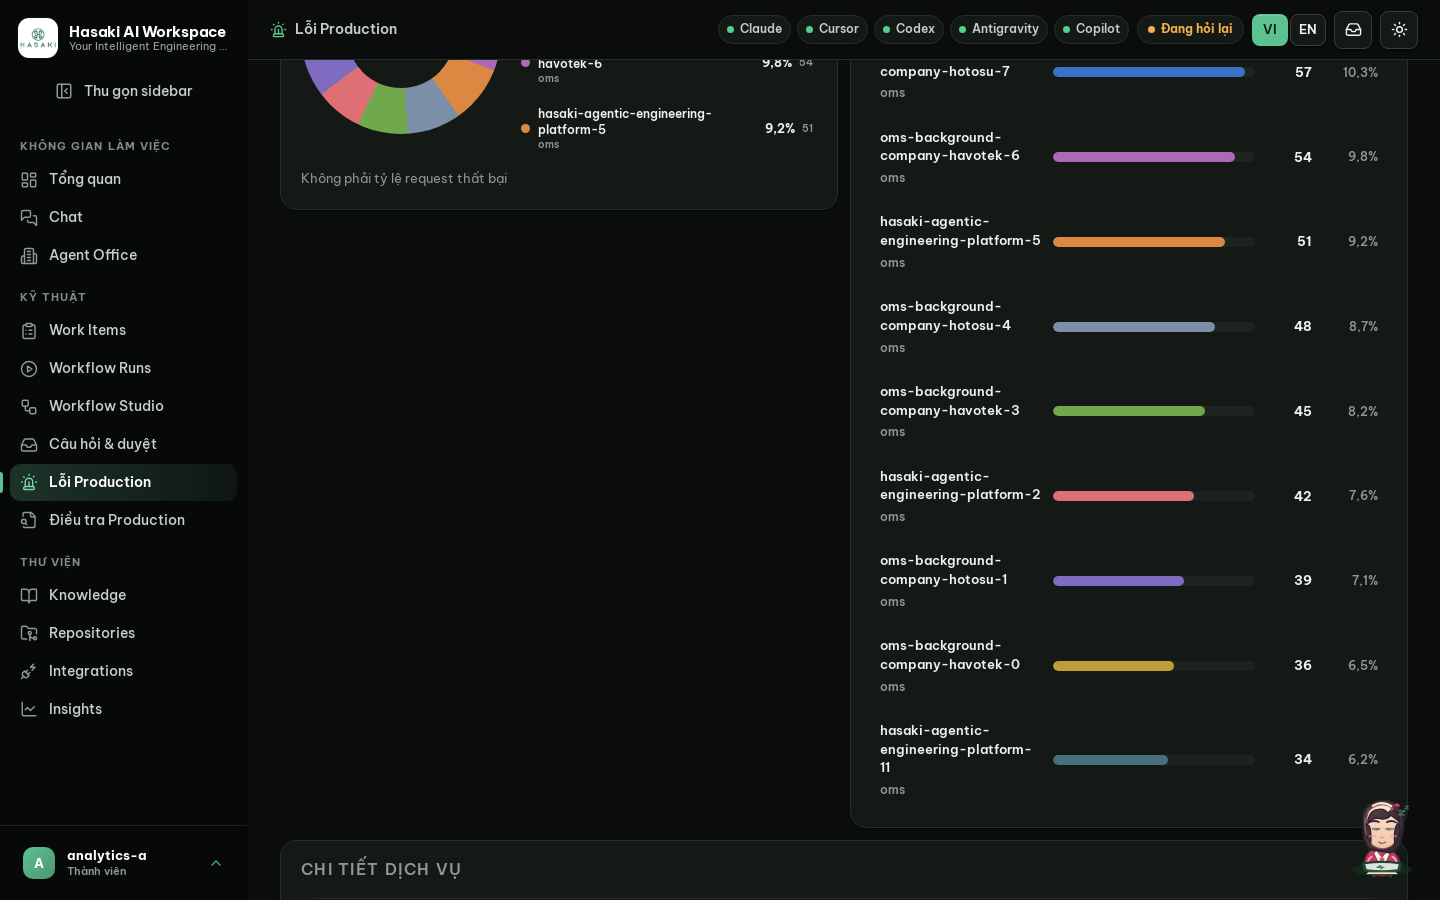 Hasaki AI Workspace
Your Intelligent Engineering ...
HASAKI
Thu gọn sidebar
KHÔNG GIAN LÀM VIỆC
Tổng quan
Chat
Agent Office
KỸ THUẬT
Work Items
Workflow Runs
Workflow Studio
Câu hỏi & duyệt
Lỗi Production
Điều tra Production
THƯ VIỆN
Knowledge
Repositories
Integrations
Insights
A
analytics-a
Thành viên
Lỗi Production
Claude
Cursor
Codex
Antigravity
Copilot
Đang hỏi lại
VI
EN
havotek-6
9,8% 54
oms
hasaki-agentic-engineering-
platform-5
9,2% 51
oms
Không phải tỷ lệ request thất bại
company-hotosu-7
57 10,3%
oms
oms-background-
company-havotek-6
54 9,8%
oms
hasaki-agentic-
engineering-platform-5
51 9,2%
oms
oms-background-
company-hotosu-4
48 8,7%
oms
oms-background-
company-havotek-3
45 8,2%
oms
hasaki-agentic-
engineering-platform-2
42 7,6%
oms
oms-background-
company-hotosu-1
39 7,1%
oms
oms-background-
company-havotek-0
36 6,5%
oms
hasaki-agentic-
engineering-platform-
11
34 6,2%
oms
CHI TIẾT DỊCH VỤ